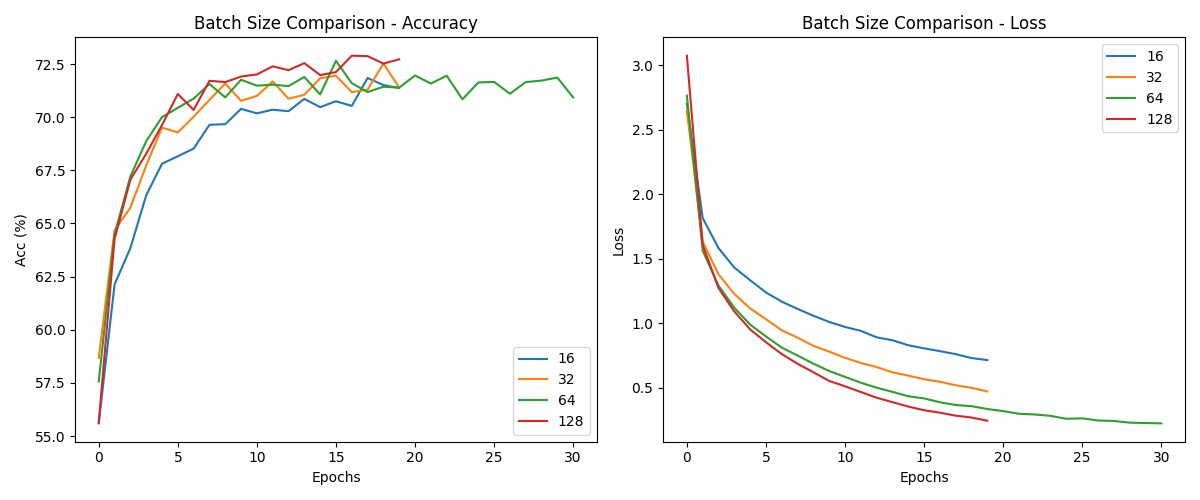 Batch Size Comparison - Accuracy
Acc (%)
72.5
70.0
67.5
65.0
62.5
60.0
57.5
55.0
0 5 10 15 20 25 30
Epochs
16
32
64
128
Batch Size Comparison - Loss
Loss
3.0
2.5
2.0
1.5
1.0
0.5
0 5 10 15 20 25 30
Epochs
16
32
64
128